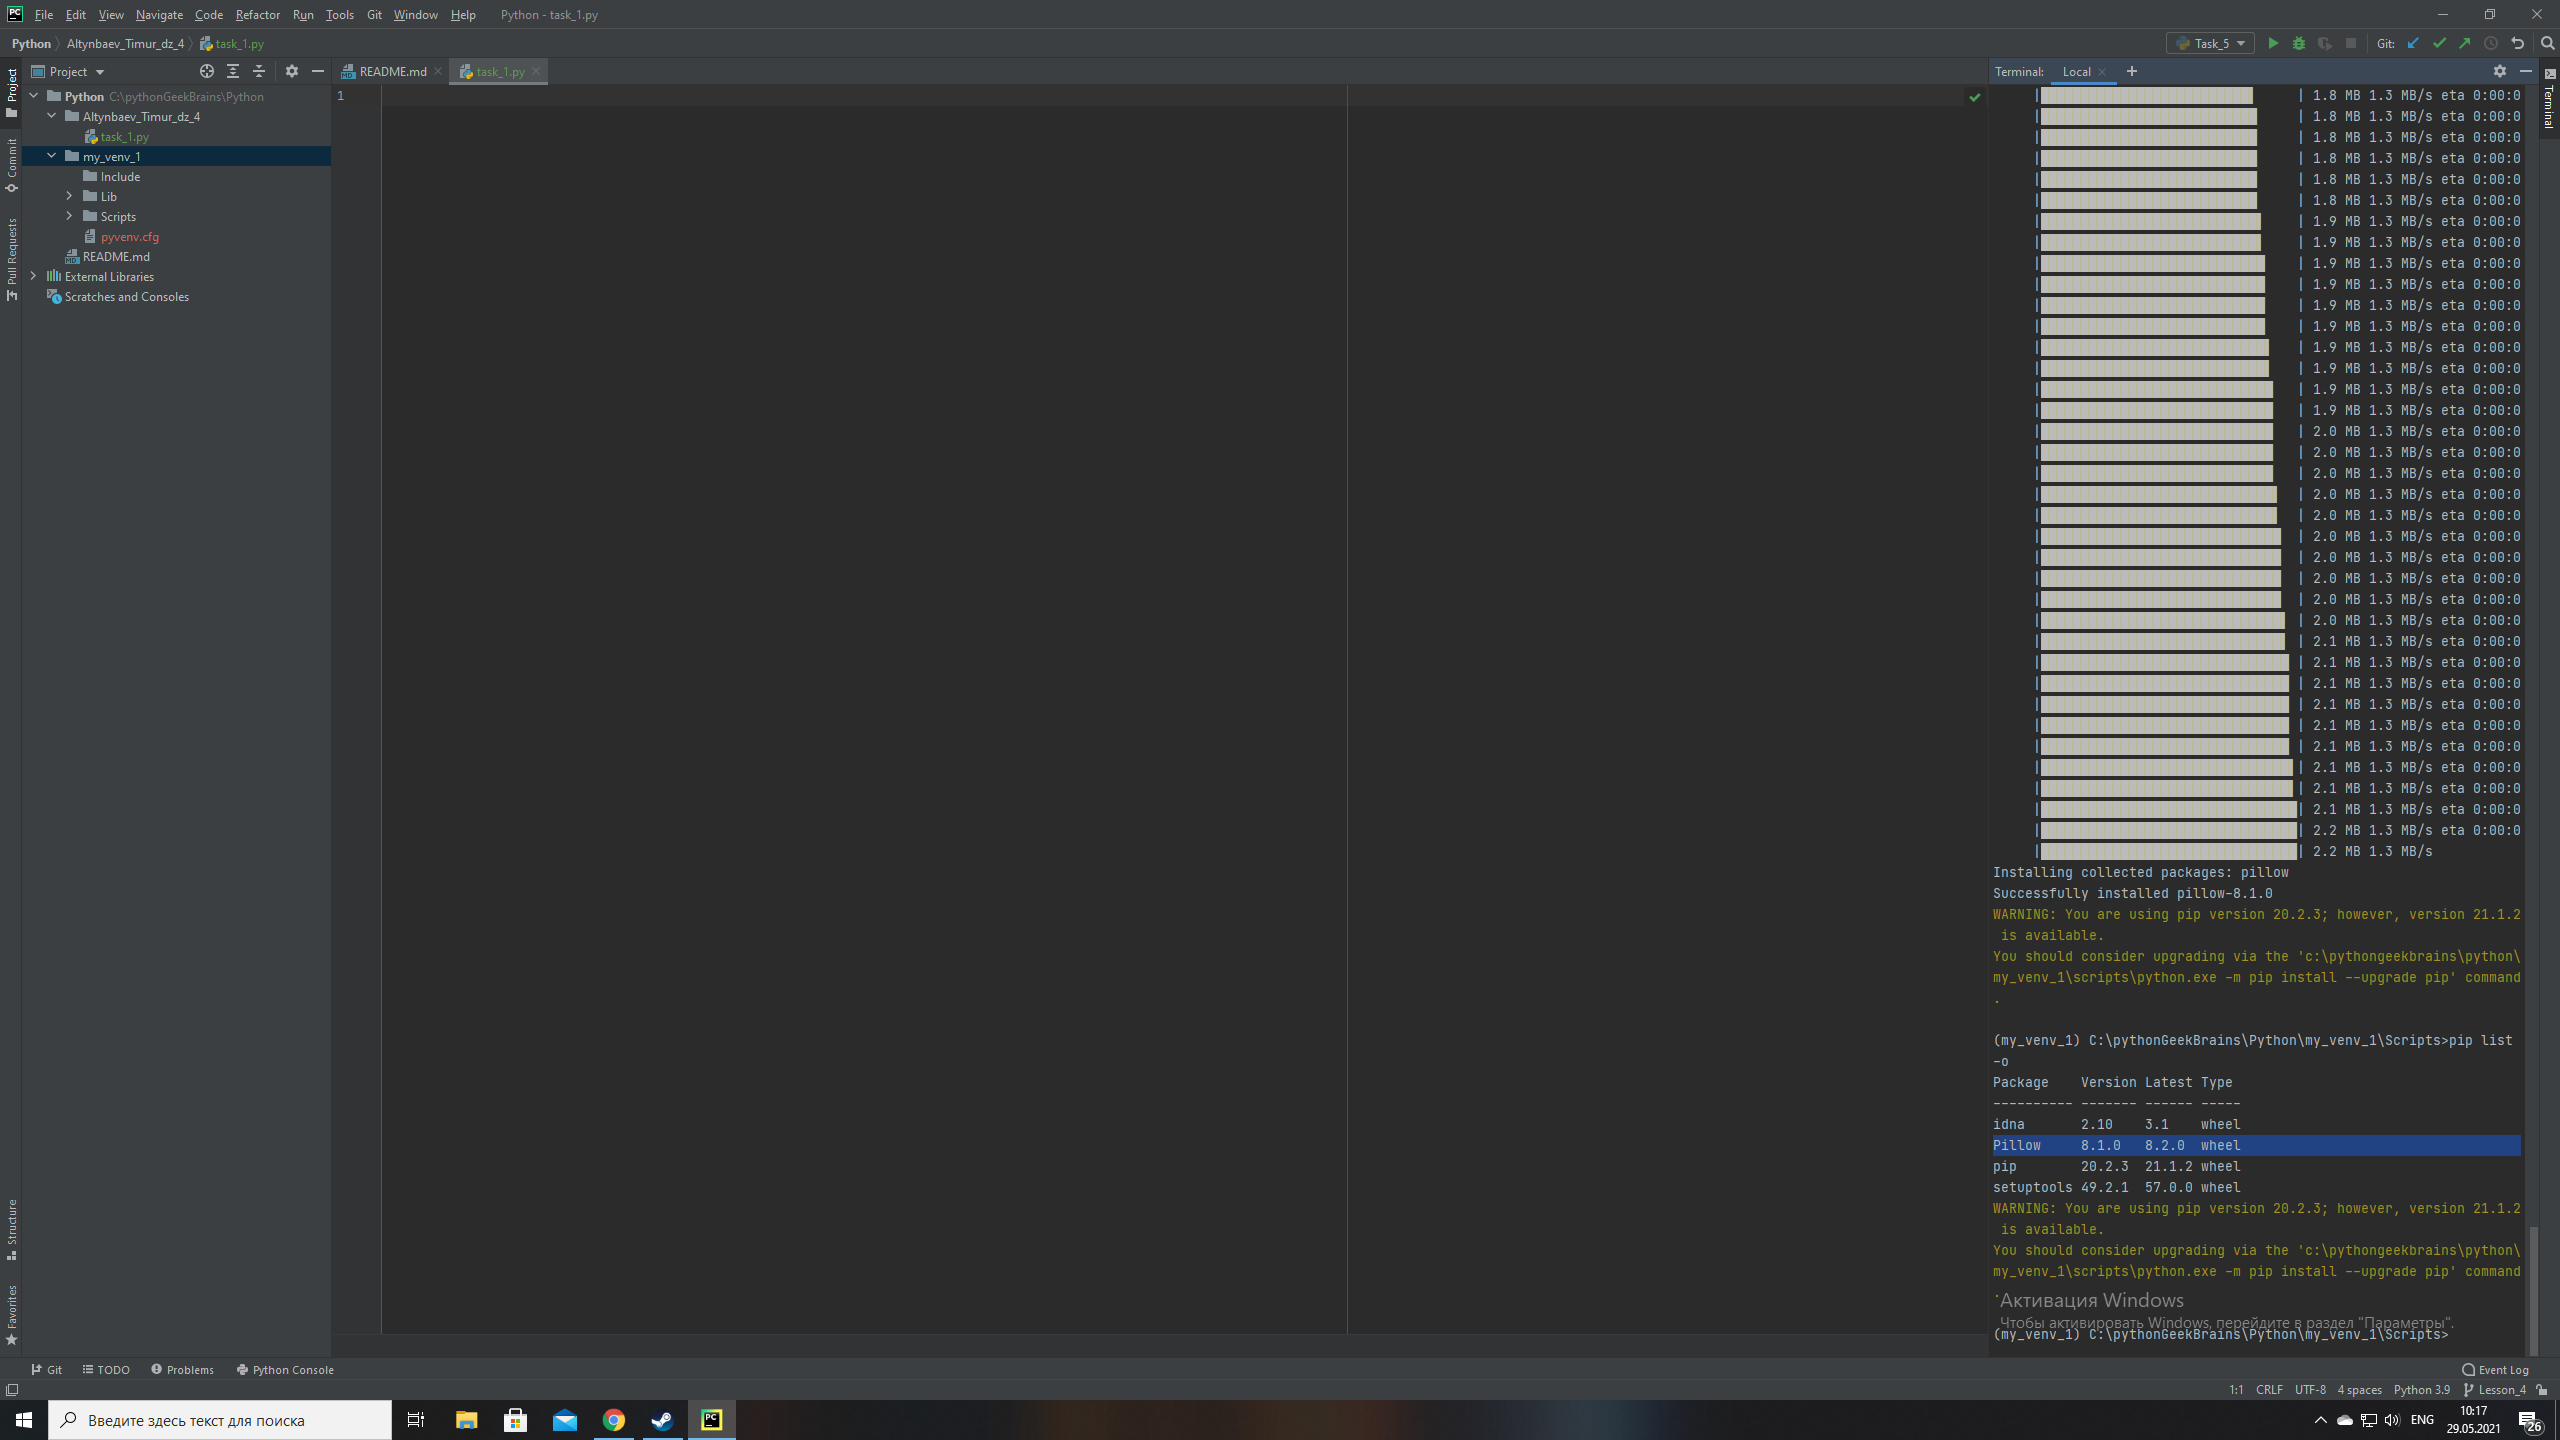 File Edit View Navigate Code Refactor Run Tools Git Window Help Python - task_1.py
Python Altynbaev_Timur_dz_4 task_1.py
Task_5 Git:
Project
README.md task_1.py
Terminal: Local
Python C:\pythonGeekBrains\Python
Altynbaev_Timur_dz_4
task_1.py
my_venv_1
Include
Lib
Scripts
pyvenv.cfg
README.md
External Libraries
Scratches and Consoles
Project
Commit
Pull Requests
Structure
Favorites
1
| | 1.8 MB 1.3 MB/s eta 0:00:0
| | 1.8 MB 1.3 MB/s eta 0:00:0
| | 1.8 MB 1.3 MB/s eta 0:00:0
| | 1.8 MB 1.3 MB/s eta 0:00:0
| | 1.8 MB 1.3 MB/s eta 0:00:0
| | 1.8 MB 1.3 MB/s eta 0:00:0
| | 1.9 MB 1.3 MB/s eta 0:00:0
| | 1.9 MB 1.3 MB/s eta 0:00:0
| | 1.9 MB 1.3 MB/s eta 0:00:0
| | 1.9 MB 1.3 MB/s eta 0:00:0
| | 1.9 MB 1.3 MB/s eta 0:00:0
| | 1.9 MB 1.3 MB/s eta 0:00:0
| | 1.9 MB 1.3 MB/s eta 0:00:0
| | 1.9 MB 1.3 MB/s eta 0:00:0
| | 1.9 MB 1.3 MB/s eta 0:00:0
| | 1.9 MB 1.3 MB/s eta 0:00:0
| | 2.0 MB 1.3 MB/s eta 0:00:0
| | 2.0 MB 1.3 MB/s eta 0:00:0
| | 2.0 MB 1.3 MB/s eta 0:00:0
| | 2.0 MB 1.3 MB/s eta 0:00:0
| | 2.0 MB 1.3 MB/s eta 0:00:0
| | 2.0 MB 1.3 MB/s eta 0:00:0
| | 2.0 MB 1.3 MB/s eta 0:00:0
| | 2.0 MB 1.3 MB/s eta 0:00:0
| | 2.0 MB 1.3 MB/s eta 0:00:0
| | 2.0 MB 1.3 MB/s eta 0:00:0
| | 2.1 MB 1.3 MB/s eta 0:00:0
| | 2.1 MB 1.3 MB/s eta 0:00:0
| | 2.1 MB 1.3 MB/s eta 0:00:0
| | 2.1 MB 1.3 MB/s eta 0:00:0
| | 2.1 MB 1.3 MB/s eta 0:00:0
| | 2.1 MB 1.3 MB/s eta 0:00:0
| | 2.1 MB 1.3 MB/s eta 0:00:0
| | 2.1 MB 1.3 MB/s eta 0:00:0
| | 2.1 MB 1.3 MB/s eta 0:00:0
| | 2.2 MB 1.3 MB/s eta 0:00:0
| | 2.2 MB 1.3 MB/s
Installing collected packages: pillow
Successfully installed pillow-8.1.0
WARNING: You are using pip version 20.2.3; however, version 21.1.2
is available.
You should consider upgrading via the 'c:\pythongeekbrains\python\
my_venv_1\scripts\python.exe -m pip install --upgrade pip' command
.
(my_venv_1) C:\pythonGeekBrains\Python\my_venv_1\Scripts>pip list
-o
Package Version Latest Type
---------- ------- ------ -----
idna 2.10 3.1 wheel
Pillow 8.1.0 8.2.0 wheel
pip 20.2.3 21.1.2 wheel
setuptools 49.2.1 57.0.0 wheel
WARNING: You are using pip version 20.2.3; however, version 21.1.2
is available.
You should consider upgrading via the 'c:\pythongeekbrains\python\
my_venv_1\scripts\python.exe -m pip install --upgrade pip' command
.
Активация Windows
Чтобы активировать Windows, перейдите в раздел "Параметры".
(my_venv_1) C:\pythonGeekBrains\Python\my_venv_1\Scripts>
Terminal
Git TODO Problems Python Console Event Log
1:1 CRLF UTF-8 4 spaces Python 3.9 Lesson_4
Введите здесь текст для поиска
ENG
10:17
29.05.2021
26